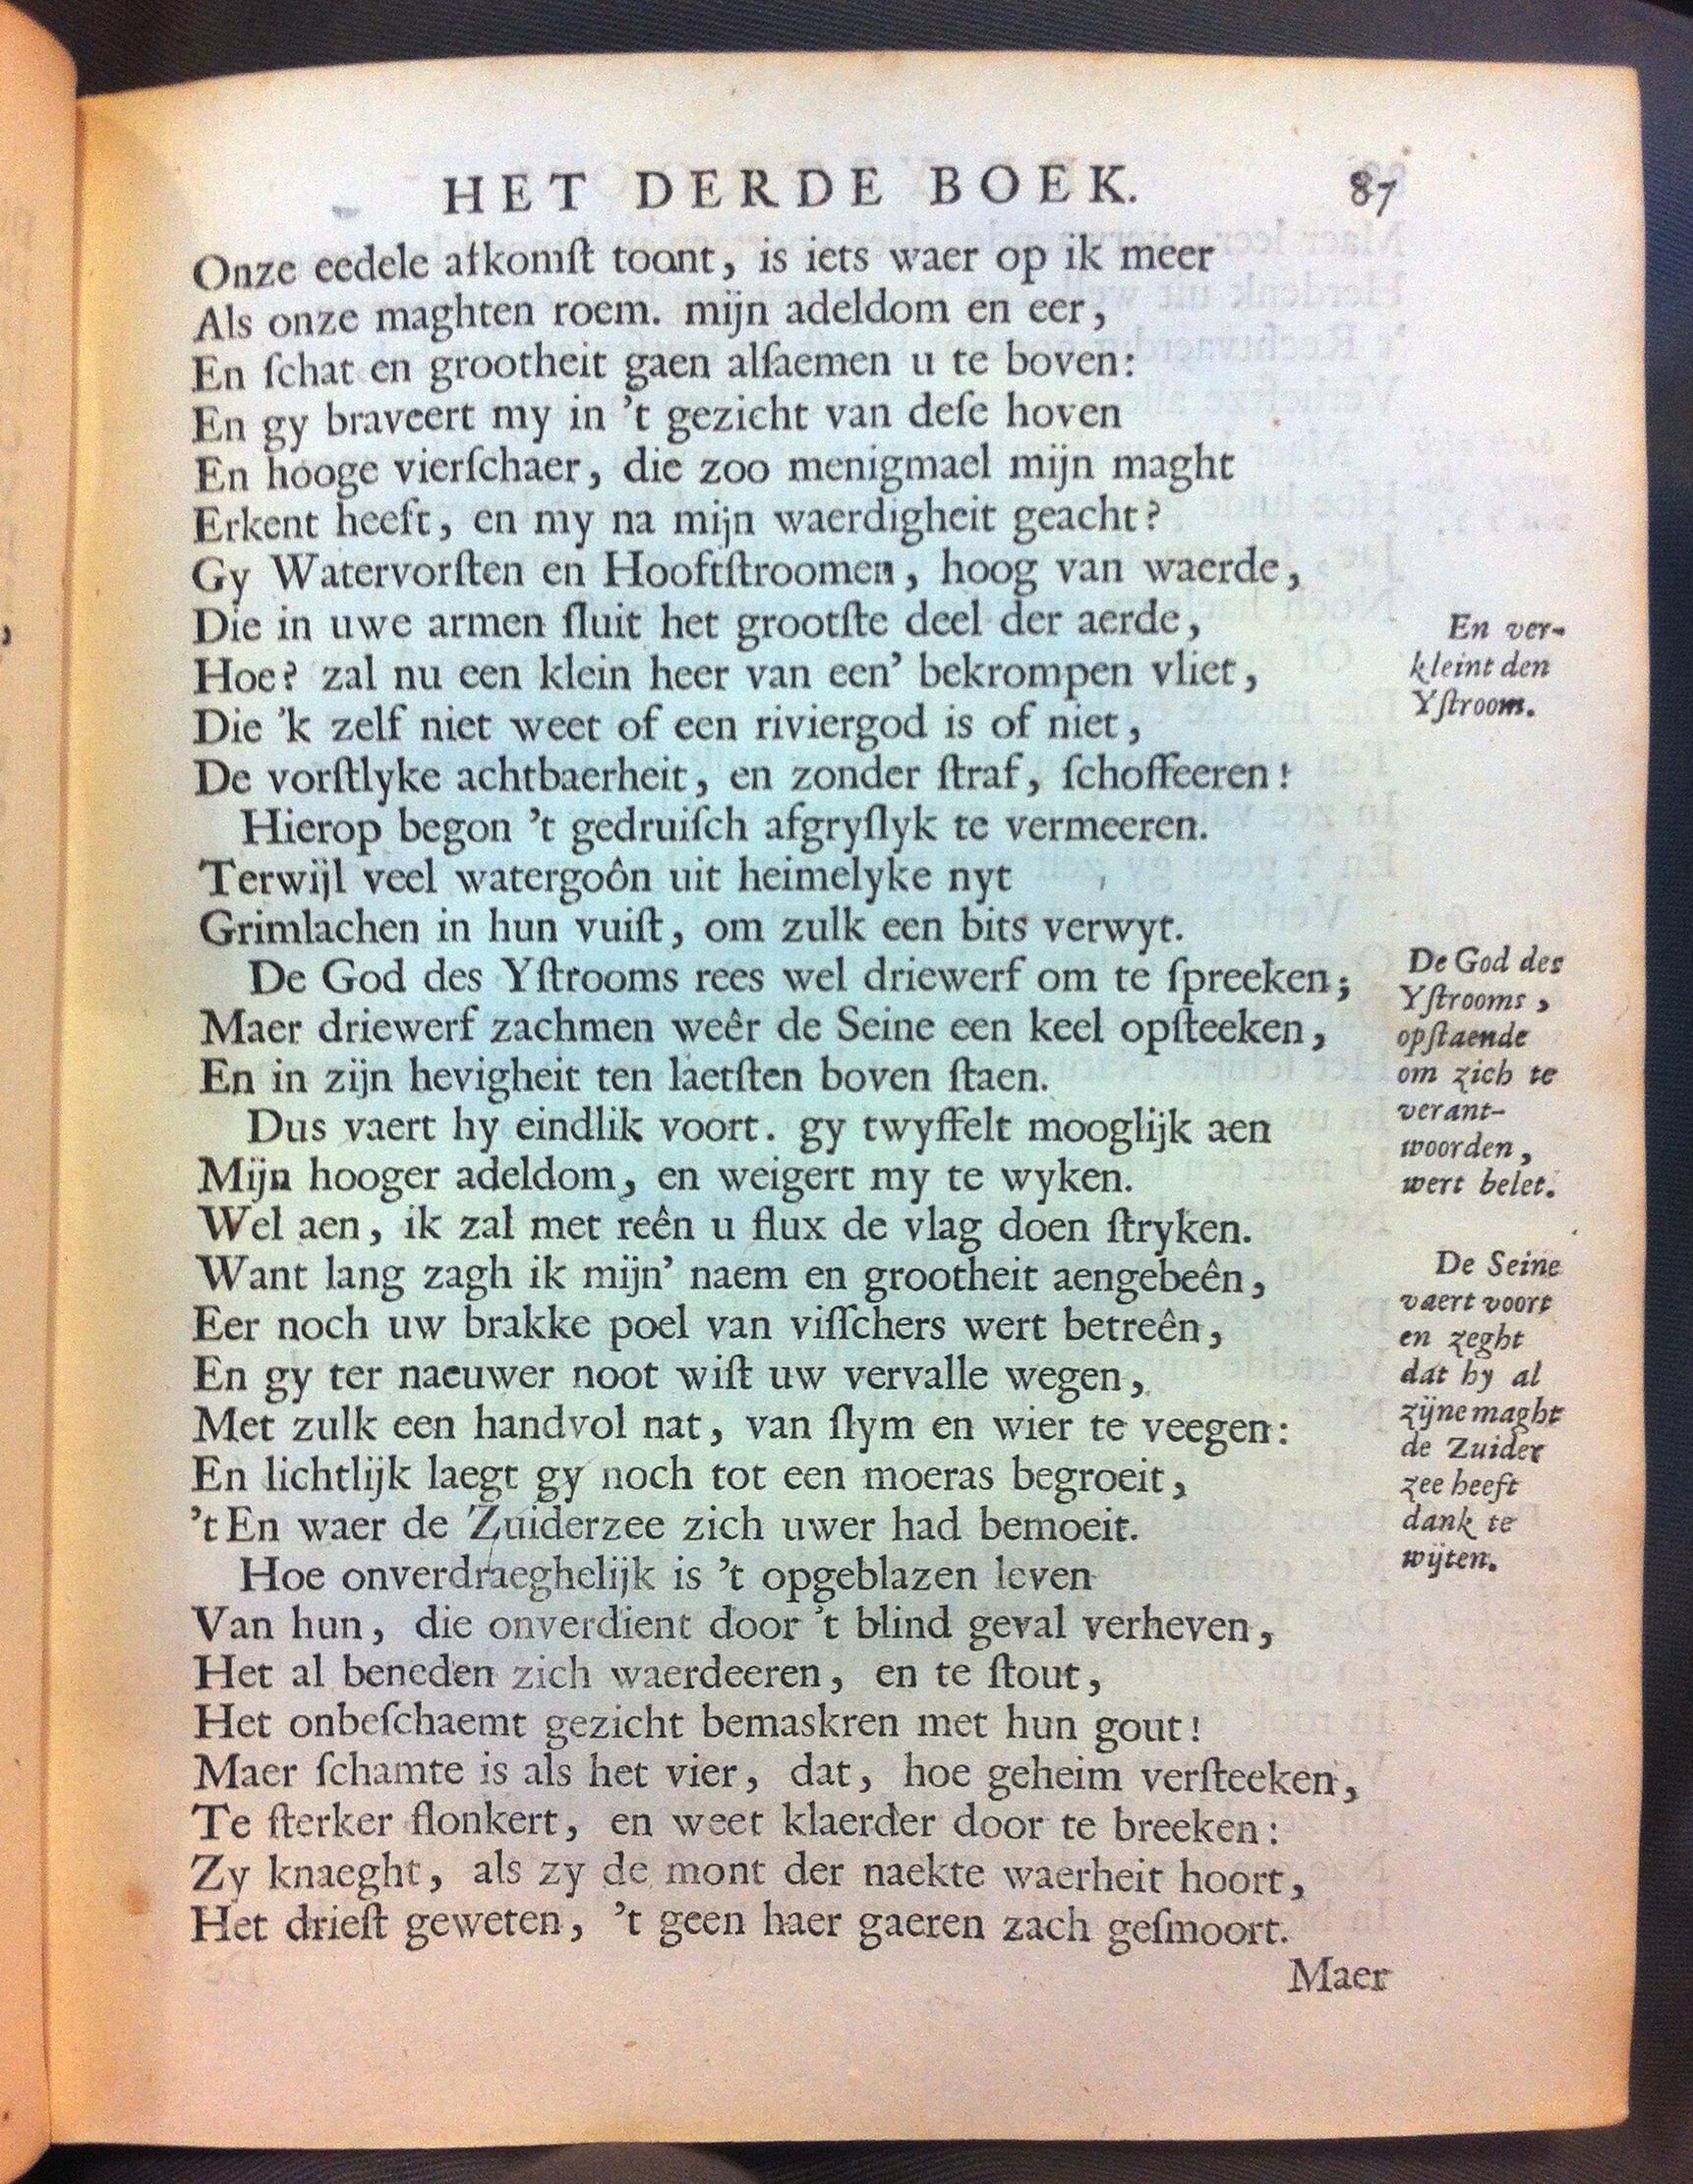 HET DERDE BOEK. 87
Onze eedele afkomſt toont, is iets waer op ik meer
Als onze maghten roem. mijn adeldom en eer,
En ſchat en grootheit gaen alſaemen u te boven:
En gy braveert my in 't gezicht van deſe hoven
En hooge vierſchaer, die zoo menigmael mijn maght
Erkent heeft, en my na mijn waerdigheit geacht?
Gy Watervorſten en Hooftſtroomen, hoog van waerde,
Die in uwe armen ſluit het grootſte deel der aerde,
Hoe? zal nu een klein heer van een' bekrompen vliet,
Die 'k zelf niet weet of een riviergod is of niet,
De vorſtlyke achtbaerheit, en zonder ſtraf, ſchoffeeren!
Hierop begon 't gedruiſch afgryſlyk te vermeeren.
Terwijl veel watergoôn uit heimelyke nyt
Grimlachen in hun vuiſt, om zulk een bits verwyt.
De God des Yſtrooms rees wel driewerf om te ſpreeken;
Maer driewerf zachmen weêr de Seine een keel opſteeken,
En in zijn hevigheit ten laetſten boven ſtaen.
Dus vaert hy eindlik voort. gy twyffelt mooglijk aen
Mijn hooger adeldom, en weigert my te wyken.
Wel aen, ik zal met reên u flux de vlag doen ſtryken.
Want lang zagh ik mijn' naem en grootheit aengebeên,
Eer noch uw brakke poel van viſſchers wert betreên,
En gy ter naeuwer noot wiſt uw vervalle wegen,
Met zulk een handvol nat, van ſlym en wier te veegen:
En lichtlijk laegt gy noch tot een moeras begroeit,
't En waer de Zuiderzee zich uwer had bemoeit.
Hoe onverdraeghelijk is 't opgeblazen leven
Van hun, die onverdient door 't blind geval verheven,
Het al beneden zich waerdeeren, en te ſtout,
Het onbeſchaemt gezicht bemaskren met hun gout!
Maer ſchamte is als het vier, dat, hoe geheim verſteeken,
Te ſterker flonkert, en weet klaerder door te breeken:
Zy knaeght, als zy de mont der naekte waerheit hoort,
Het drieſt geweten, 't geen haer gaeren zach geſmoort.
Maer
En ver-
kleint den
Yſtroom.
De God des
Yſtrooms,
opſtaende
om zich te
verant-
woorden,
wert belet.
De Seine
vaert voort
en zeght
dat hy al
zijne maght
de Zuider
zee heeft
dank te
wijten.